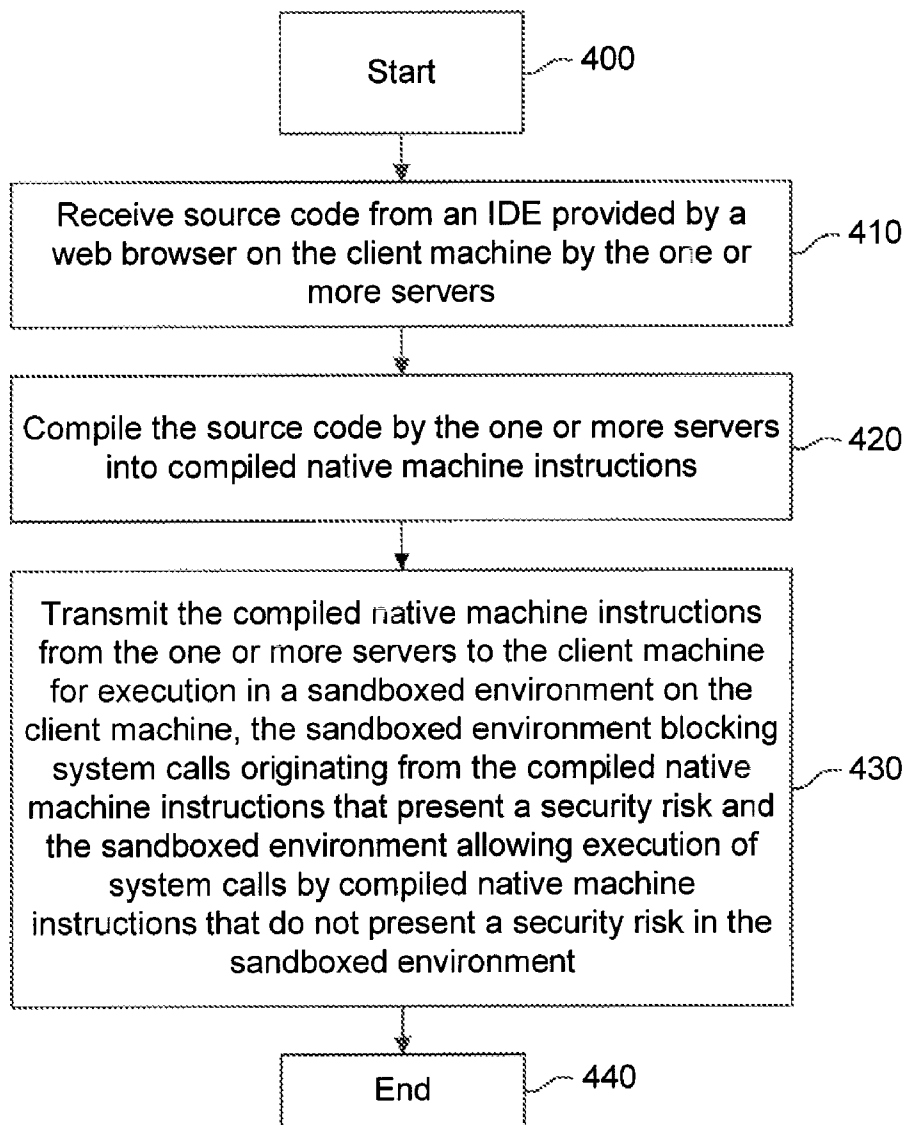 Start
400
Receive source code from an IDE provided by a
web browser on the client machine by the one or
more servers
410
Compile the source code by the one or more servers
into compiled native machine instructions
420
Transmit the compiled native machine instructions
from the one or more servers to the client machine
for execution in a sandboxed environment on the
client machine, the sandboxed environment blocking
system calls originating from the compiled native
machine instructions that present a security risk and
the sandboxed environment allowing execution of
system calls by compiled native machine
instructions that do not present a security risk in the
sandboxed environment
430
End
440